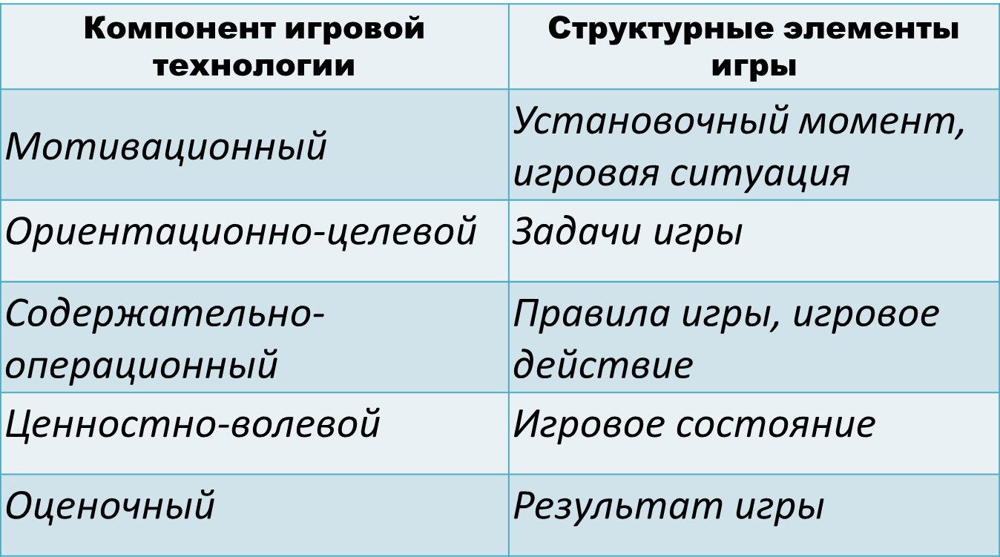 Компонент игровой
технологии
Структурные элементы
игры
Мотивационный
Установочный момент,
игровая ситуация
Ориентационно-целевой
Задачи игры
Содержательно-
операционный
Правила игры, игровое
действие
Ценностно-волевой
Игровое состояние
Оценочный
Результат игры